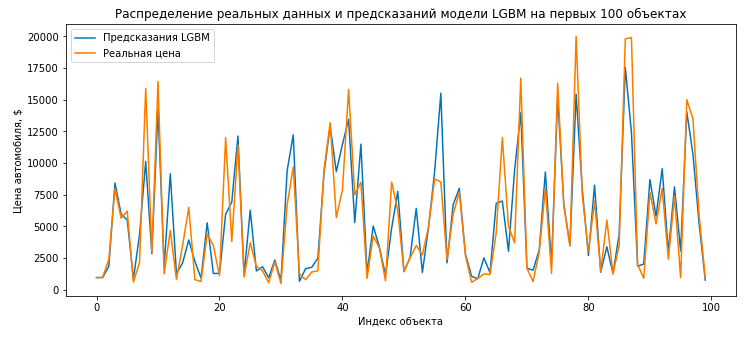 Распределение реальных данных и предсказаний модели LGBM на первых 100 объектах
Предсказания LGBM
Реальная цена
Цена автомобиля, $
20000
17500
15000
12500
10000
7500
5000
2500
0
0 20 40 60 80 100
Индекс объекта